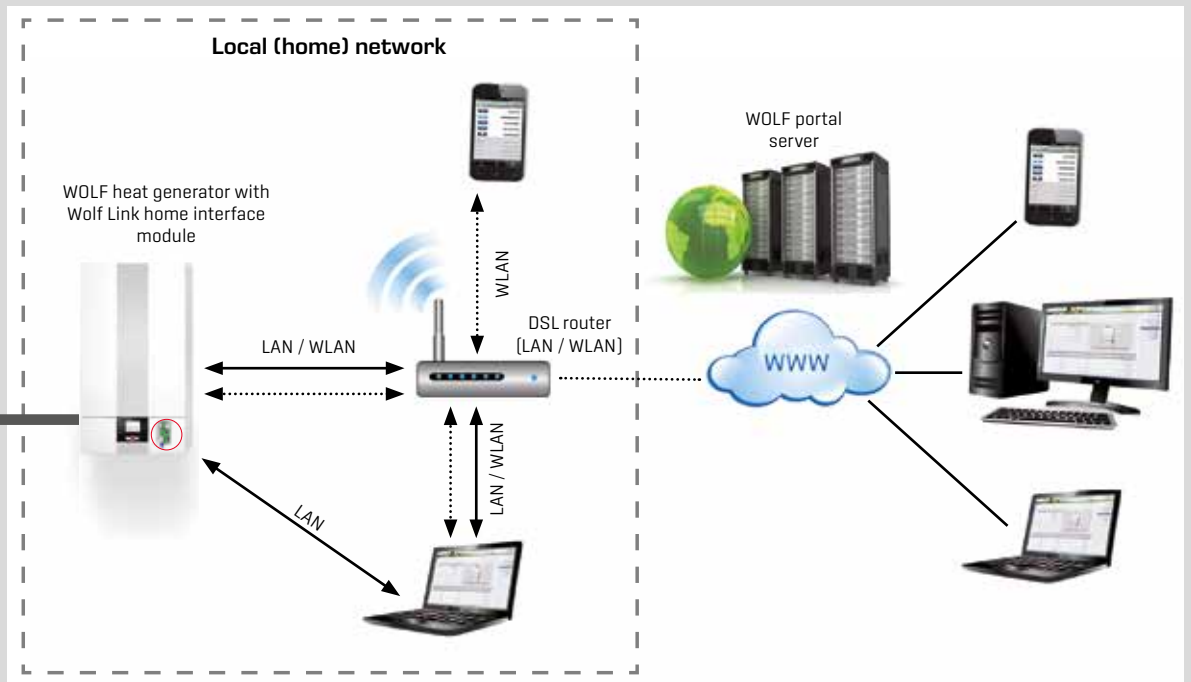 Local (home) network
WOLF portal
server
WOLF heat generator with
Wolf Link home interface
module
WLAN
DSL router
(LAN / WLAN)
LAN / WLAN
WWW
LAN / WLAN
LAN